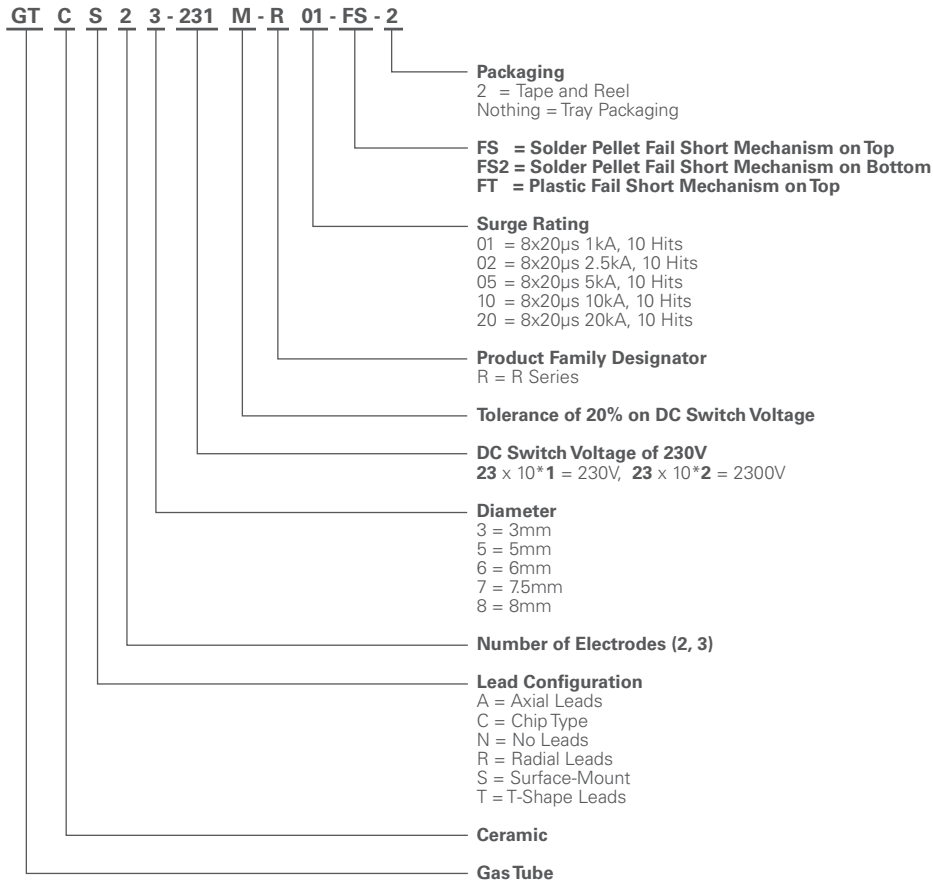 GT C S 2 3 - 231 M - R 01 - FS - 2
Packaging
2 = Tape and Reel
Nothing = Tray Packaging
FS = Solder Pellet Fail Short Mechanism on Top
FS2 = Solder Pellet Fail Short Mechanism on Bottom
FT = Plastic Fail Short Mechanism on Top
Surge Rating
01 = 8x20μs 1kA, 10 Hits
02 = 8x20μs 2.5kA, 10 Hits
05 = 8x20μs 5kA, 10 Hits
10 = 8x20μs 10kA, 10 Hits
20 = 8x20μs 20kA, 10 Hits
Product Family Designator
R = R Series
Tolerance of 20% on DC Switch Voltage
DC Switch Voltage of 230V
23 x 10*1 = 230V, 23 x 10*2 = 2300V
Diameter
3 = 3mm
5 = 5mm
6 = 6mm
7 = 7.5mm
8 = 8mm
Number of Electrodes (2, 3)
Lead Configuration
A = Axial Leads
C = Chip Type
N = No Leads
R = Radial Leads
S = Surface-Mount
T = T-Shape Leads
Ceramic
Gas Tube